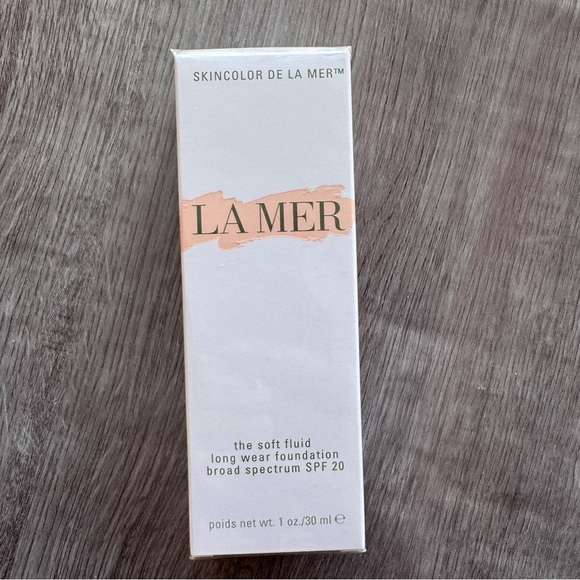 SKINCOLOR DE LA MER™
LA MER
the soft fluid
long wear foundation
broad spectrum SPF 20
poids net wt. 1 oz./30 ml ℮